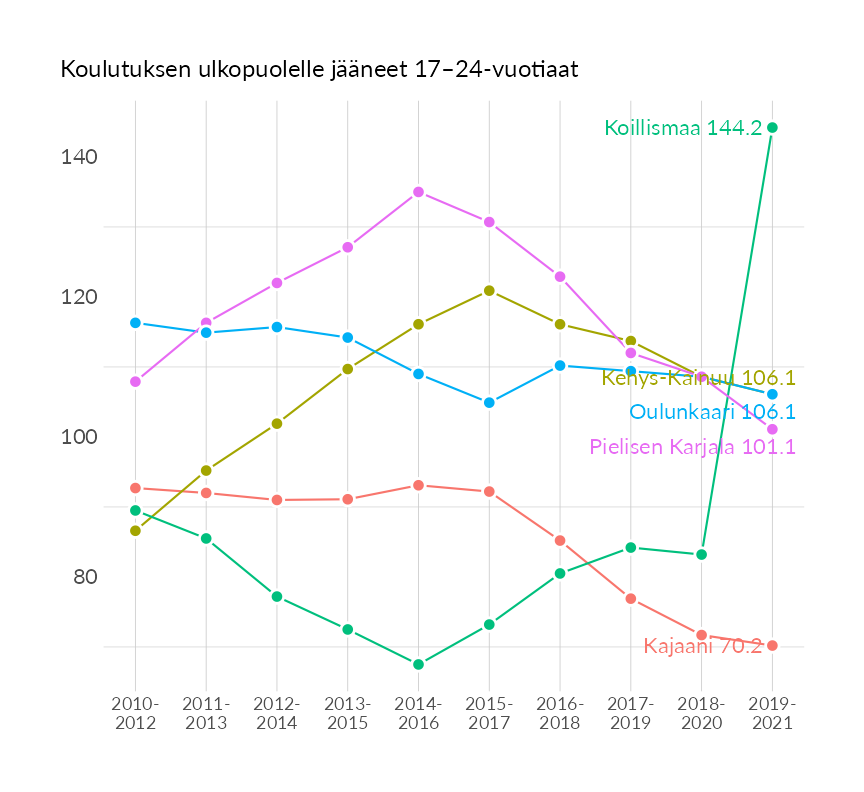 Koulutuksen ulkopuolelle jääneet 17–24-vuotiaat
Koillismaa 144.2
140
120
Kehys-Kainuu 106.1
Oulunkaari 106.1
100
Pielisen Karjala 101.1
80
Kajaani 70.2
2010- 2011- 2012- 2013- 2014- 2015- 2016- 2017- 2018- 2019-
2012 2013 2014 2015 2016 2017 2018 2019 2020 2021